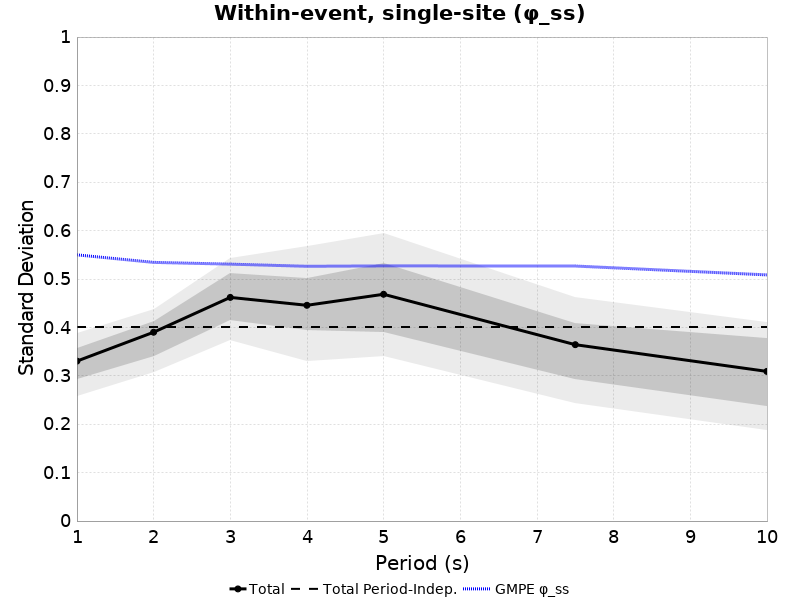 Within-event, single-site (φ_ss)
Standard Deviation
1
0.9
0.8
0.7
0.6
0.5
0.4
0.3
0.2
0.1
0
1 2 3 4 5 6 7 8 9 10
Period (s)
Total Total Period-Indep. GMPE φ_ss